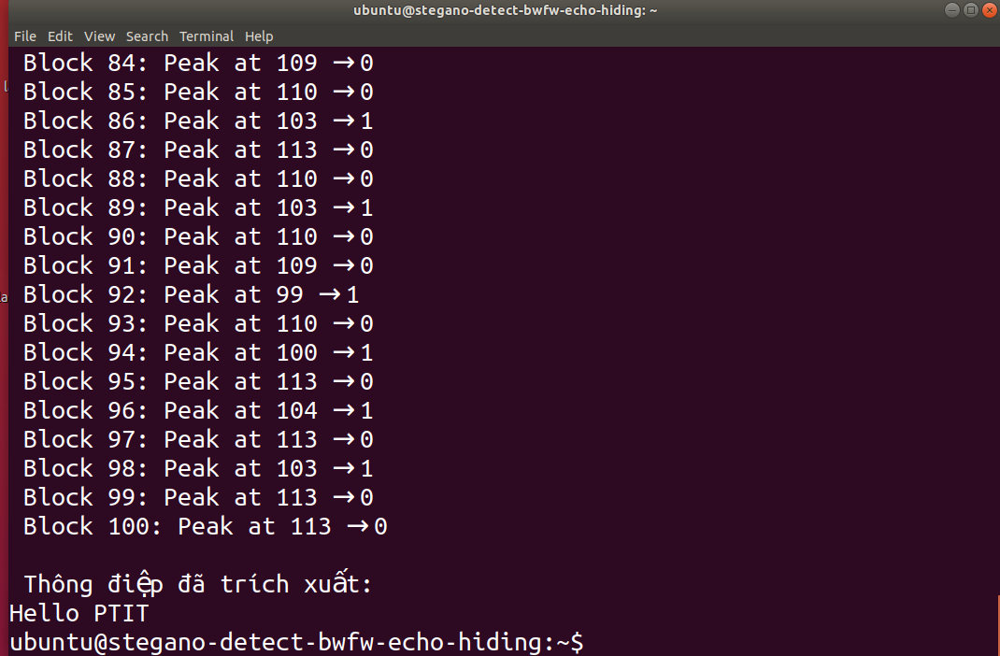 ubuntu@stegano-detect-bwfw-echo-hiding: ~
File Edit View Search Terminal Help
Block 84: Peak at 109 →0
Block 85: Peak at 110 →0
Block 86: Peak at 103 →1
Block 87: Peak at 113 →0
Block 88: Peak at 110 →0
Block 89: Peak at 103 →1
Block 90: Peak at 110 →0
Block 91: Peak at 109 →0
Block 92: Peak at 99 →1
Block 93: Peak at 110 →0
Block 94: Peak at 100 →1
Block 95: Peak at 113 →0
Block 96: Peak at 104 →1
Block 97: Peak at 113 →0
Block 98: Peak at 103 →1
Block 99: Peak at 113 →0
Block 100: Peak at 113 →0
Thông điệp đã trích xuất:
Hello PTIT
ubuntu@stegano-detect-bwfw-echo-hiding:~$